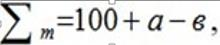 ∑ m=100 + a – в,